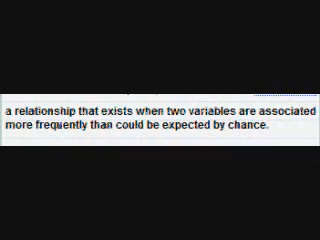 a relationship that exists when two variables are associated
more frequently than could be expected by chance.